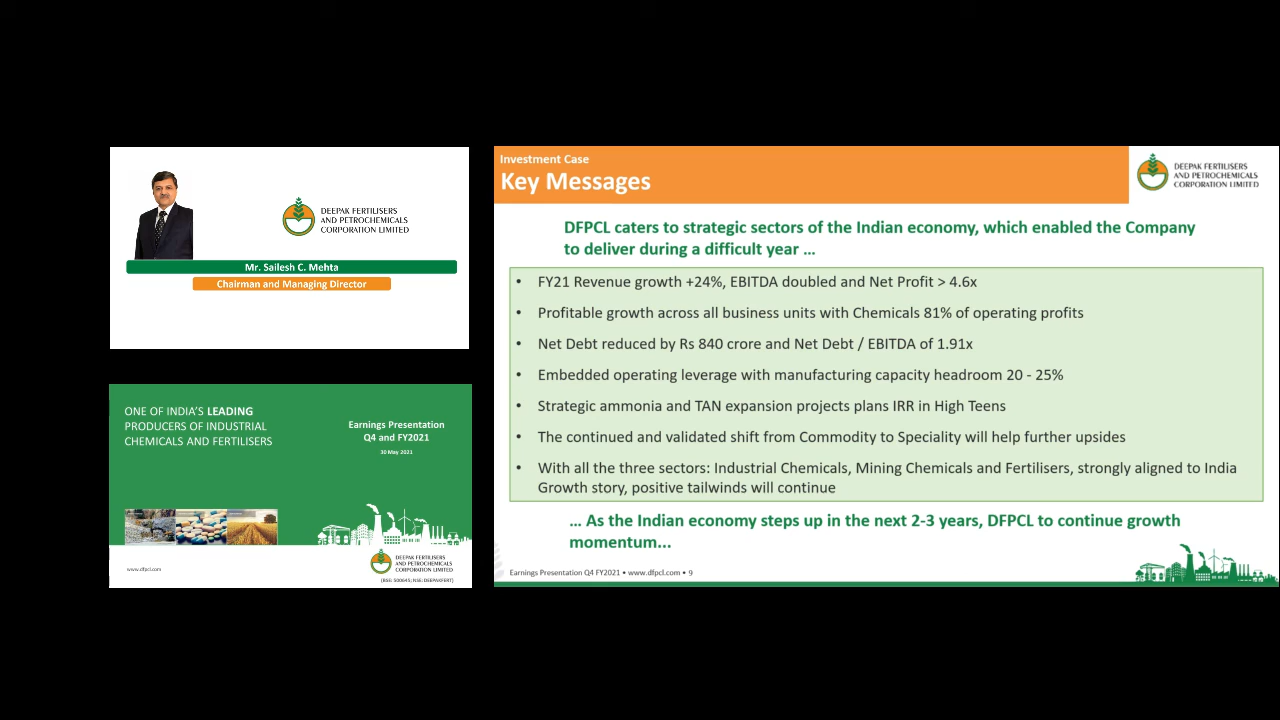 DEEPAK FERTILISERS
AND PETROCHEMICALS
CORPORATION LIMITED
Mr. Sailesh C. Mehta
Chairman and Managing Director
ONE OF INDIA'S LEADING
PRODUCERS OF INDUSTRIAL
CHEMICALS AND FERTILISERS
Earnings Presentation
Q4 and FY2021
30 May 2021
www.dfpcl.com
DEEPAK FERTILISERS
AND PETROCHEMICALS
CORPORATION LIMITED
(BSE: 500645; NSE: DEEPAKFERT)
Investment Case
Key Messages
DEEPAK FERTILISERS
AND PETROCHEMICALS
CORPORATION LIMITED
DFPCL caters to strategic sectors of the Indian economy, which enabled the Company
to deliver during a difficult year …
• FY21 Revenue growth +24%, EBITDA doubled and Net Profit > 4.6x
• Profitable growth across all business units with Chemicals 81% of operating profits
• Net Debt reduced by Rs 840 crore and Net Debt / EBITDA of 1.91x
• Embedded operating leverage with manufacturing capacity headroom 20 - 25%
• Strategic ammonia and TAN expansion projects plans IRR in High Teens
• The continued and validated shift from Commodity to Speciality will help further upsides
• With all the three sectors: Industrial Chemicals, Mining Chemicals and Fertilisers, strongly aligned to India
Growth story, positive tailwinds will continue
… As the Indian economy steps up in the next 2-3 years, DFPCL to continue growth
momentum...
Earnings Presentation Q4 FY2021 • www.dfpcl.com • 9